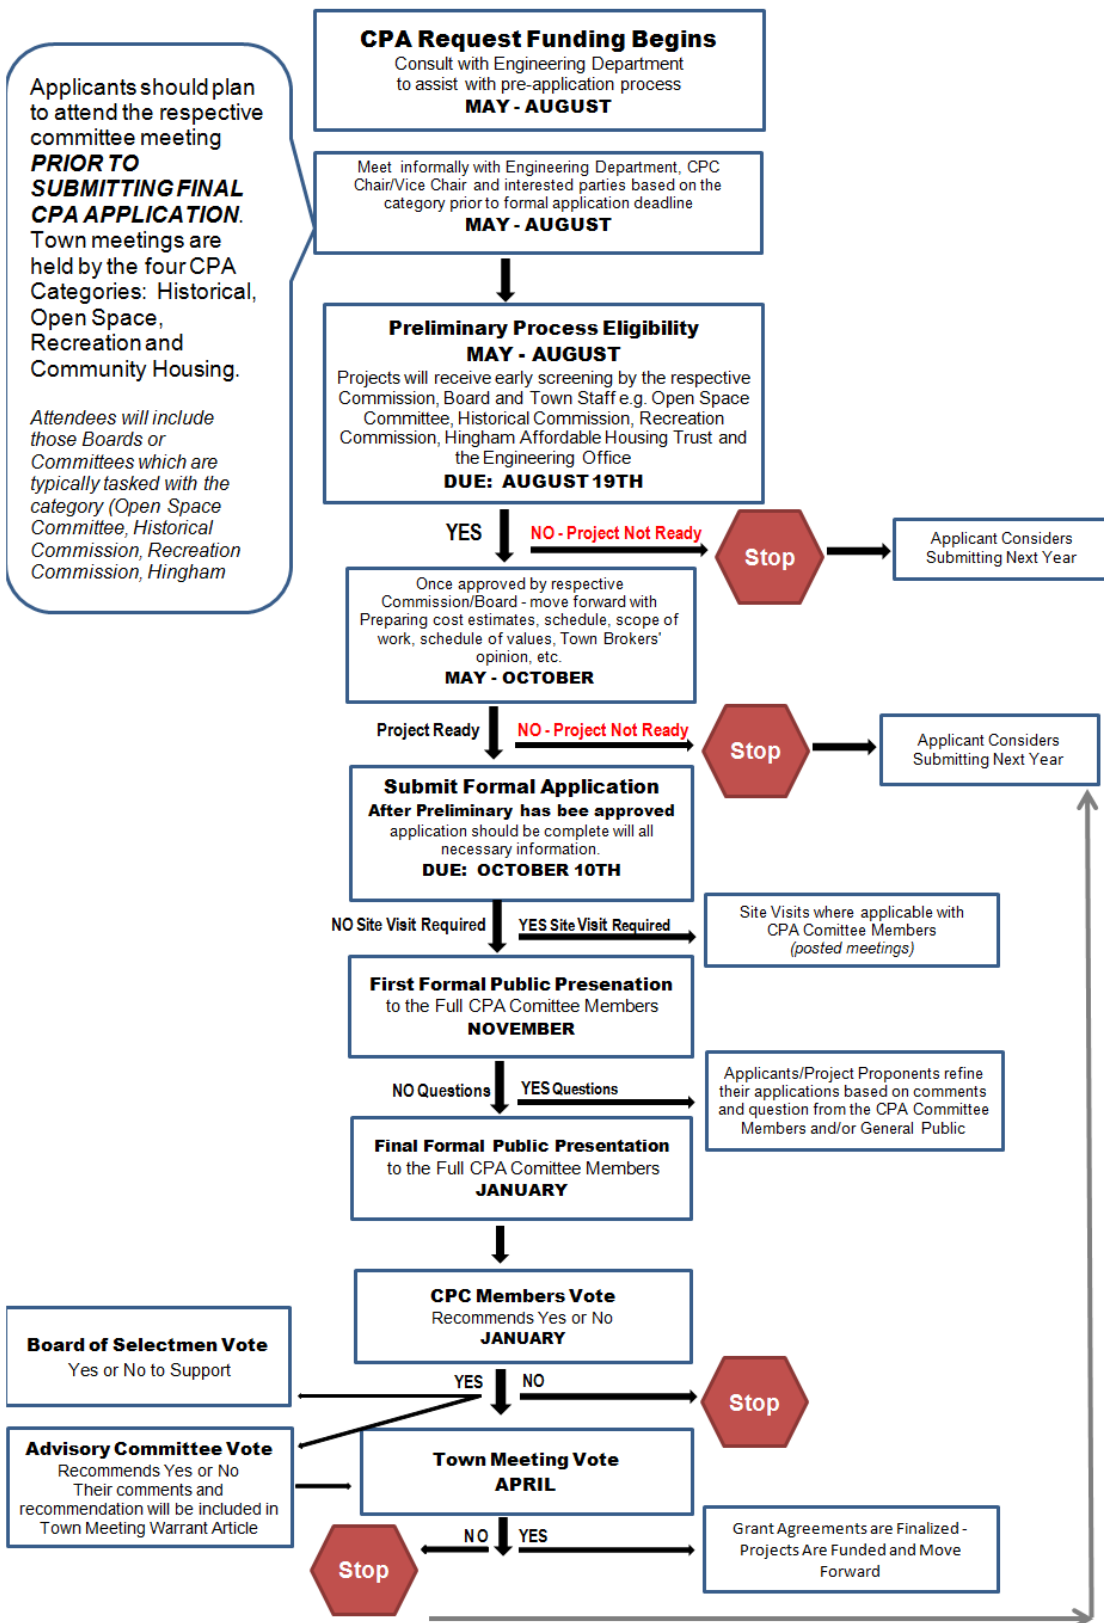 CPA Request Funding Begins
Consult with Engineering Department
to assist with pre-application process
MAY - AUGUST
Applicants should plan
to attend the respective
committee meeting
PRIOR TO
SUBMITTING FINAL
CPA APPLICATION.
Town meetings are
held by the four CPA
Categories: Historical,
Open Space,
Recreation and
Community Housing.
Attendees will include
those Boards or
Committees which are
typically tasked with the
category (Open Space
Committee, Historical
Commission, Recreation
Commission, Hingham
Meet informally with Engineering Department, CPC
Chair/Vice Chair and interested parties based on the
category prior to formal application deadline
MAY - AUGUST
Preliminary Process Eligibility
MAY - AUGUST
Projects will receive early screening by the respective
Commission, Board and Town Staff e.g. Open Space
Committee, Historical Commission, Recreation
Commission, Hingham Affordable Housing Trust and
the Engineering Office
DUE: AUGUST 19TH
YES
NO - Project Not Ready
Stop
Applicant Considers
Submitting Next Year
Once approved by respective
Commission/Board - move forward with
Preparing cost estimates, schedule, scope of
work, schedule of values, Town Brokers'
opinion, etc.
MAY - OCTOBER
Project Ready
NO - Project Not Ready
Stop
Applicant Considers
Submitting Next Year
Submit Formal Application
After Preliminary has bee approved
application should be complete will all
necessary information.
DUE: OCTOBER 10TH
NO Site Visit Required
YES Site Visit Required
Site Visits where applicable with
CPA Comittee Members
(posted meetings)
First Formal Public Presenation
to the Full CPA Comittee Members
NOVEMBER
NO Questions
YES Questions
Applicants/Project Proponents refine
their applications based on comments
and question from the CPA Committee
Members and/or General Public
Final Formal Public Presentation
to the Full CPA Comittee Members
JANUARY
CPC Members Vote
Recommends Yes or No
JANUARY
Board of Selectmen Vote
Yes or No to Support
YES
NO
Stop
Advisory Committee Vote
Recommends Yes or No
Their comments and
recommendation will be included in
Town Meeting Warrant Article
Town Meeting Vote
APRIL
NO
YES
Stop
Grant Agreements are Finalized -
Projects Are Funded and Move
Forward